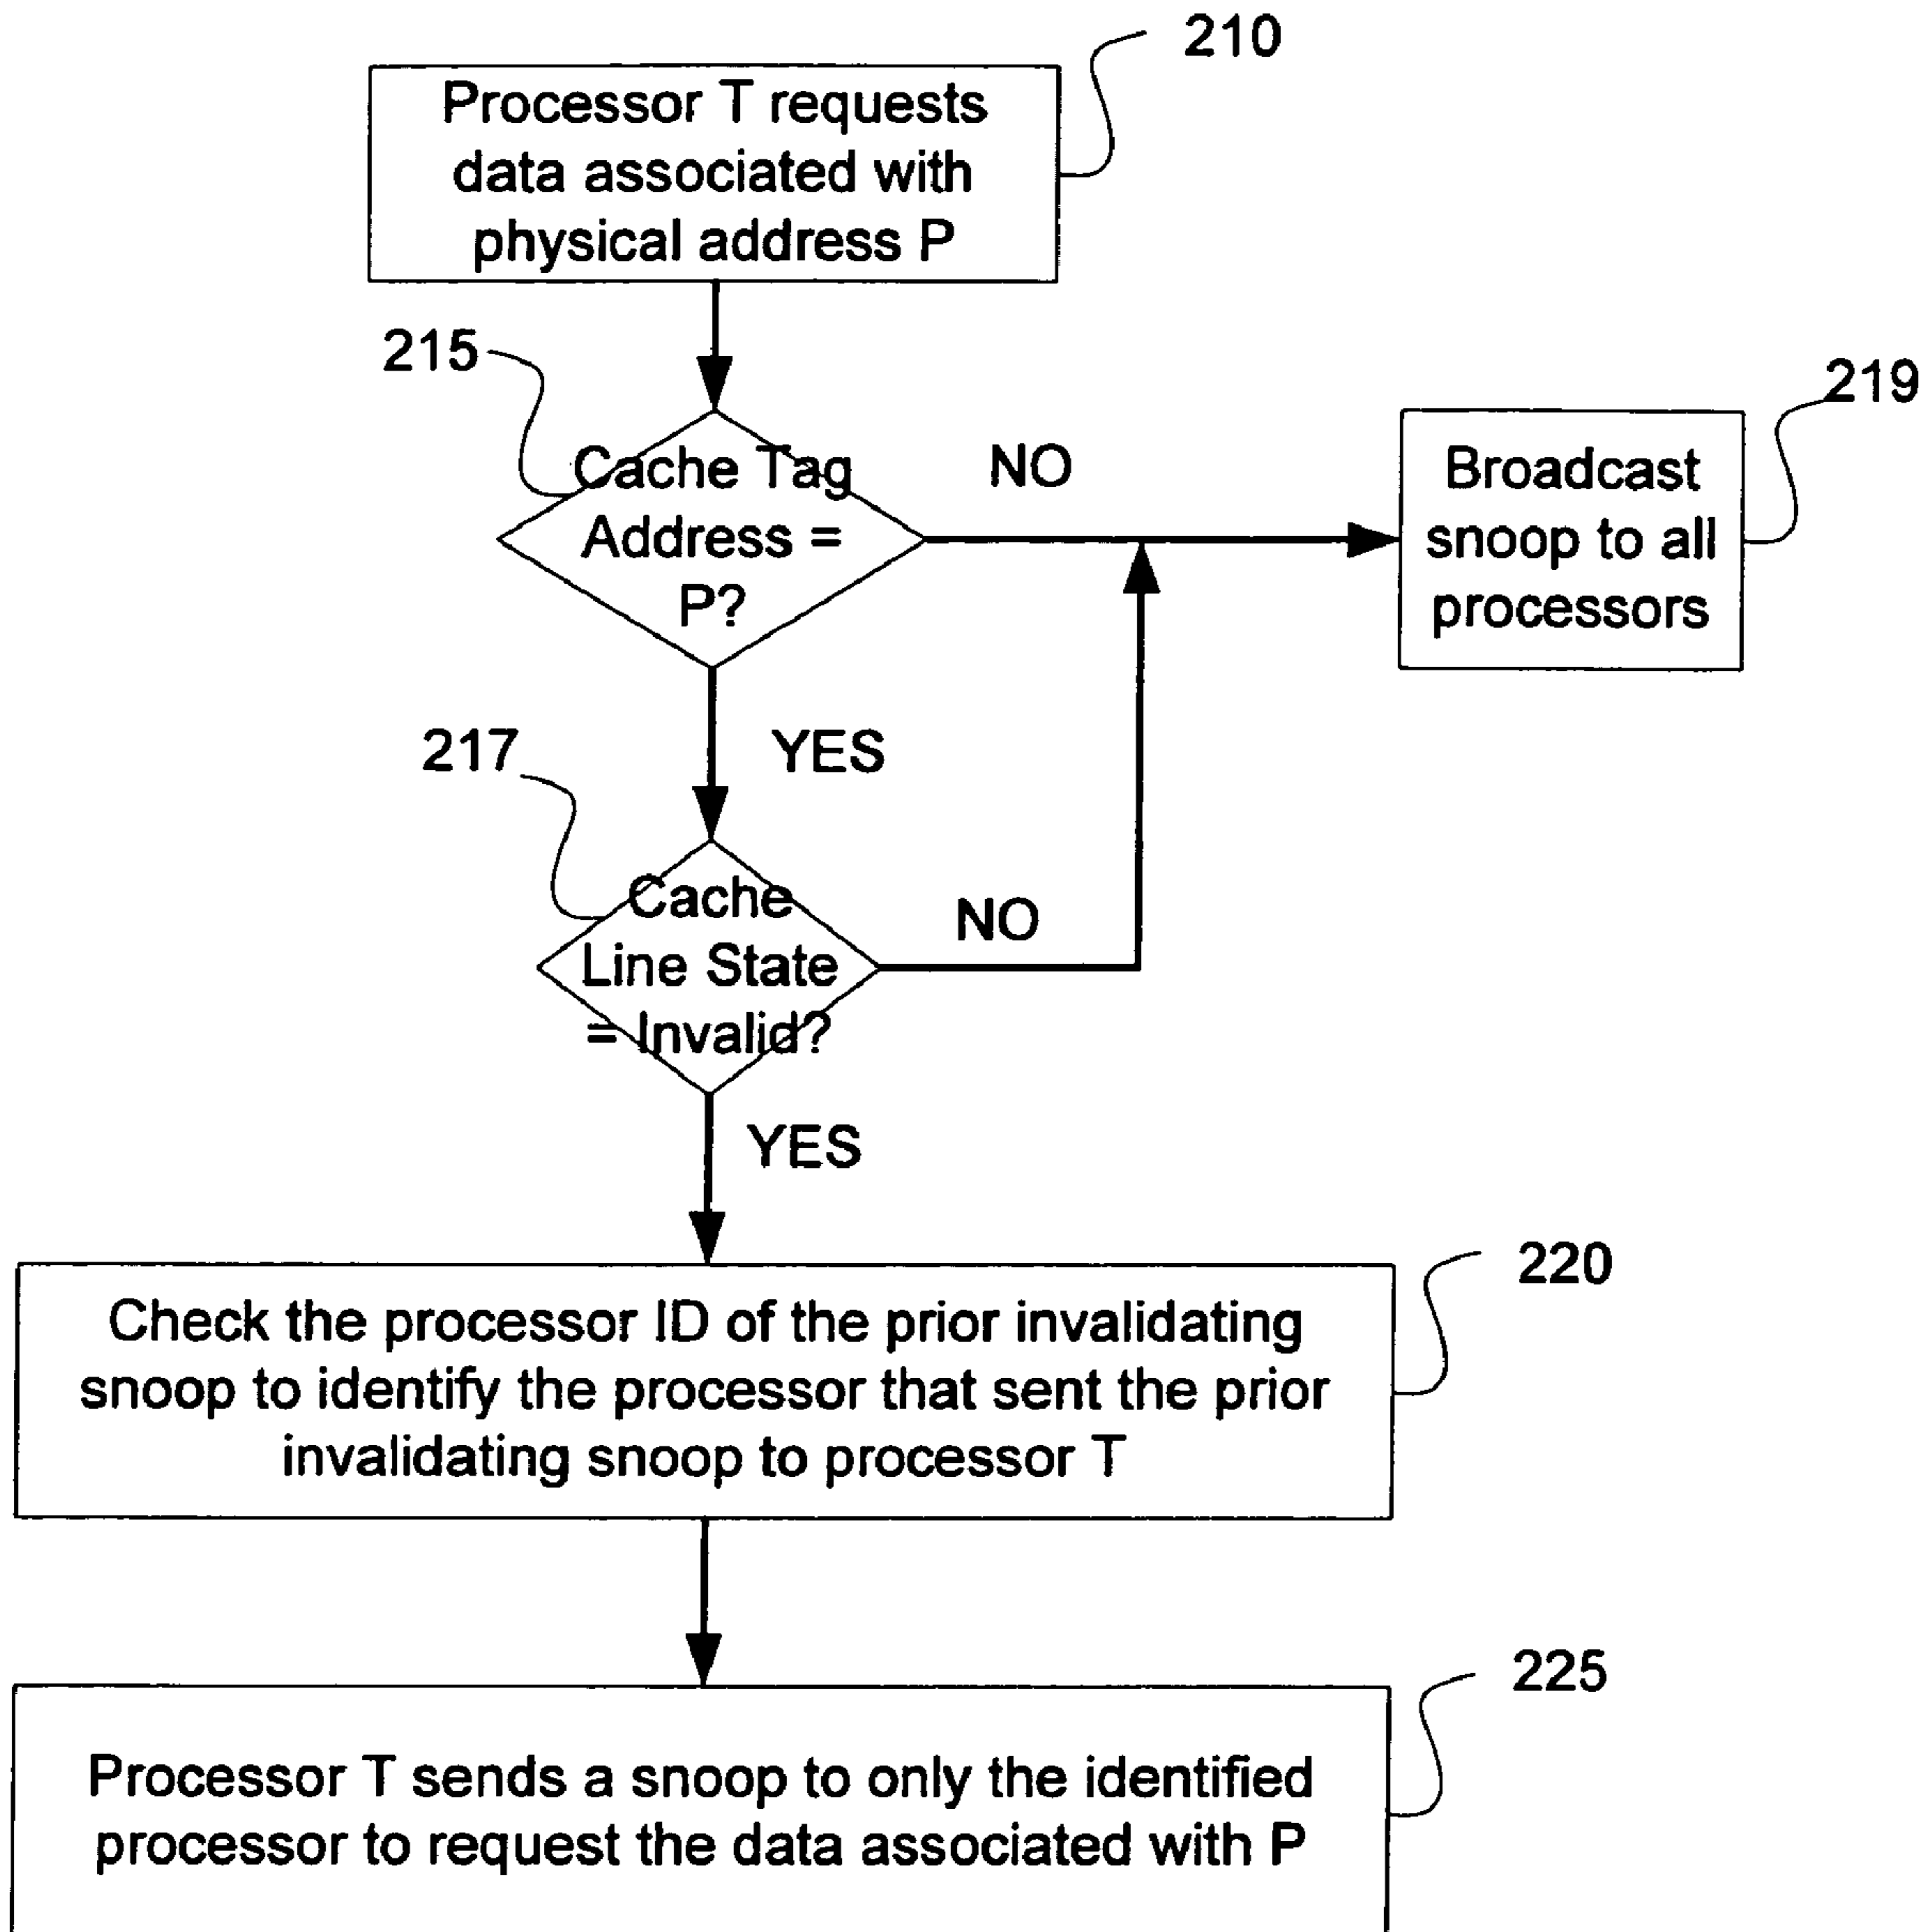 210
Processor T requests
data associated with
physical address P
215
219
Cache Tag
Address =
P?
NO
Broadcast
snoop to all
processors
YES
217
Cache
Line State
= Invalid?
NO
YES
220
Check the processor ID of the prior invalidating
snoop to identify the processor that sent the prior
invalidating snoop to processor T
225
Processor T sends a snoop to only the identified
processor to request the data associated with P